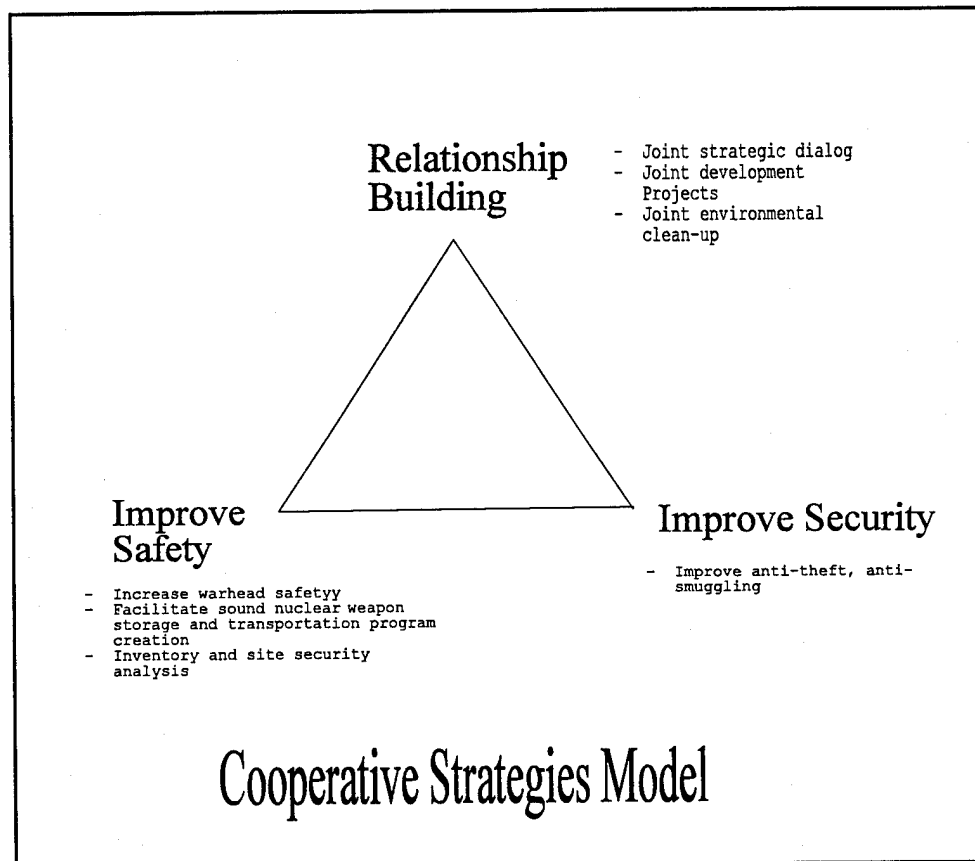 Relationship
Building
- Joint strategic dialog
- Joint development
Projects
- Joint environmental
clean-up
Improve
Safety
- Increase warhead safetyy
- Facilitate sound nuclear weapon
storage and transportation program
creation
- Inventory and site security
analysis
Improve Security
- Improve anti-theft, anti-
smuggling
Cooperative Strategies Model